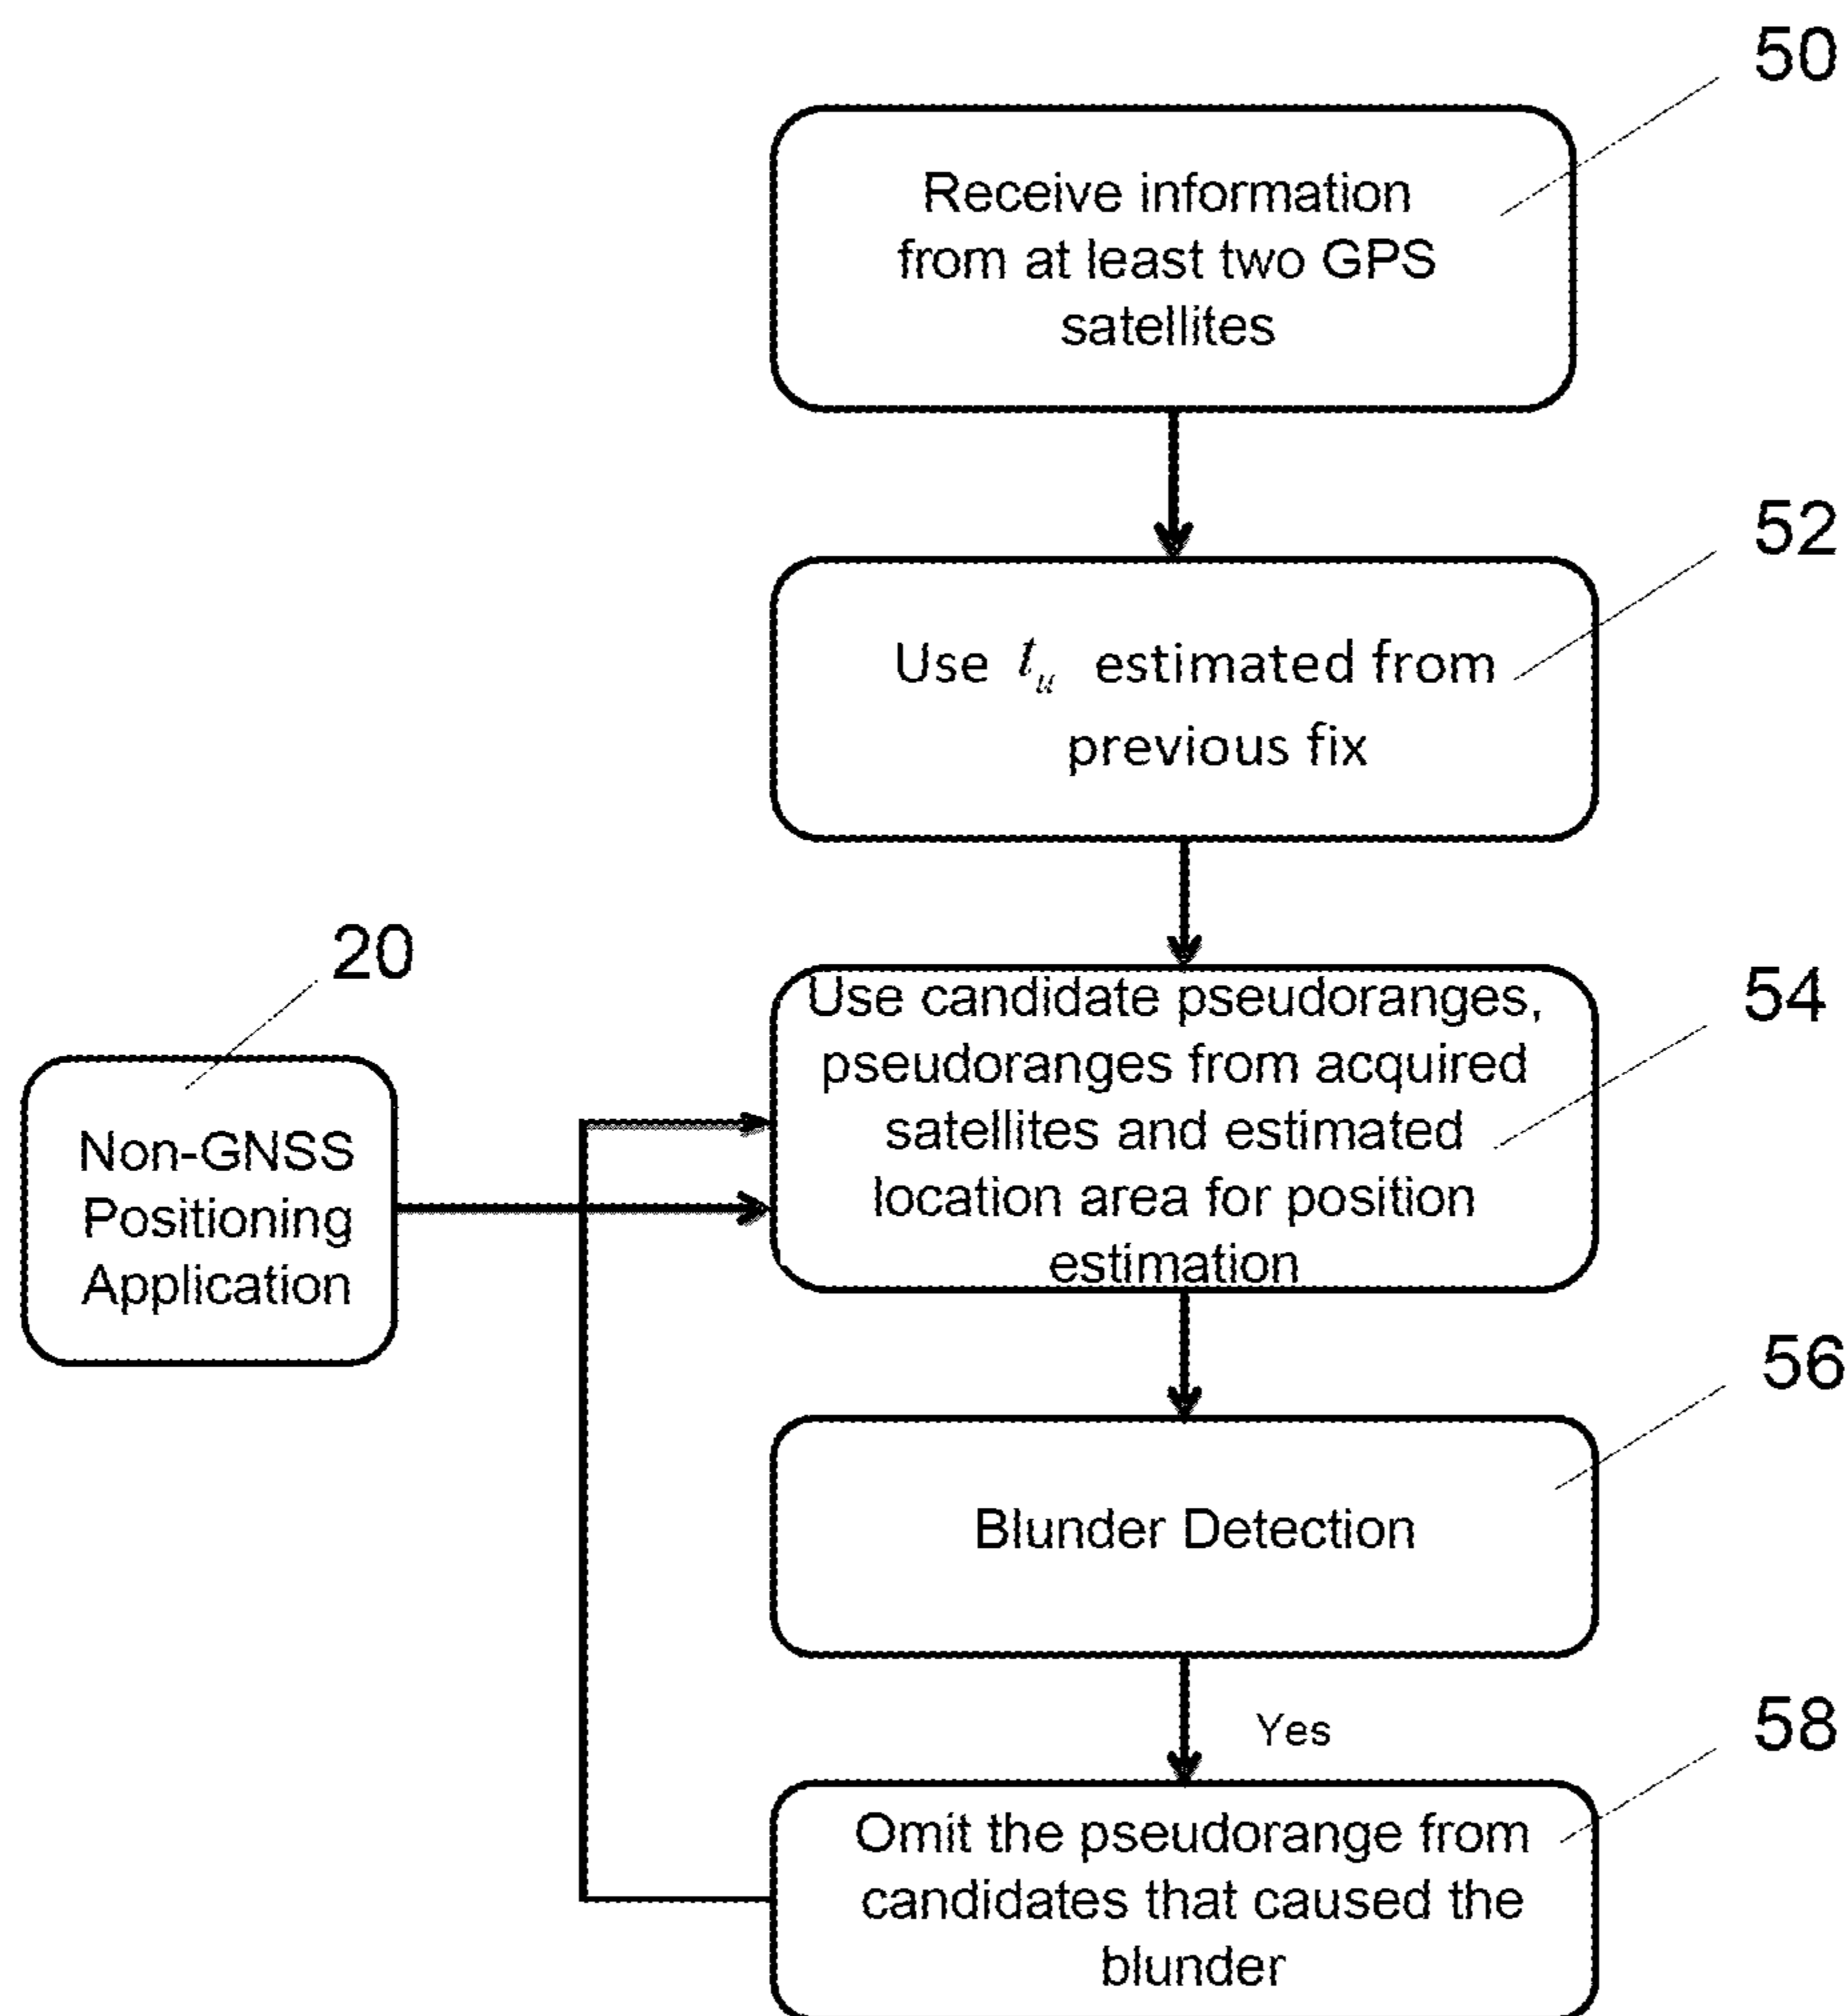 50
Receive information
from at least two GPS
satellites
52
Use t_u estimated from
previous fix
20
Non-GNSS
Positioning
Application
54
Use candidate pseudoranges,
pseudoranges from acquired
satellites and estimated
location area for position
estimation
56
Blunder Detection
Yes
58
Omit the pseudorange from
candidates that caused the
blunder